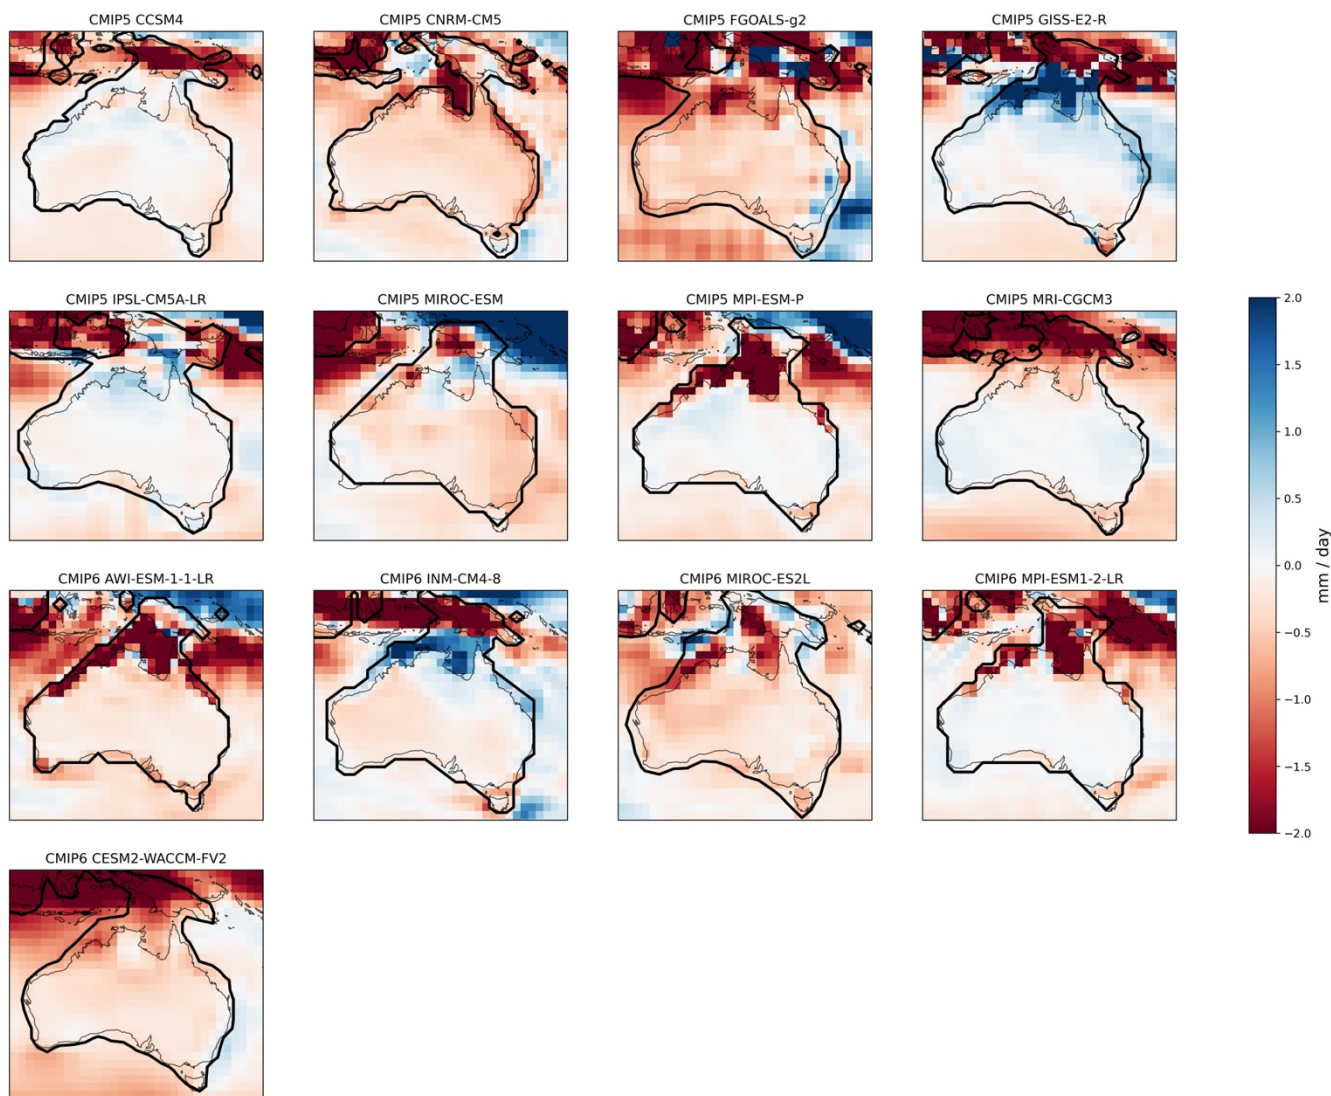 CMIP5 CCSM4
CMIP5 CNRM-CM5
CMIP5 FGOALS-g2
CMIP5 GISS-E2-R
CMIP5 IPSL-CM5A-LR
CMIP5 MIROC-ESM
CMIP5 MPI-ESM-P
CMIP5 MRI-CGCM3
CMIP6 AWI-ESM-1-1-LR
CMIP6 INM-CM4-8
CMIP6 MIROC-ES2L
CMIP6 MPI-ESM1-2-LR
CMIP6 CESM2-WACCM-FV2
2.0
1.5
1.0
0.5
0.0
−0.5
−1.0
−1.5
−2.0
mm / day